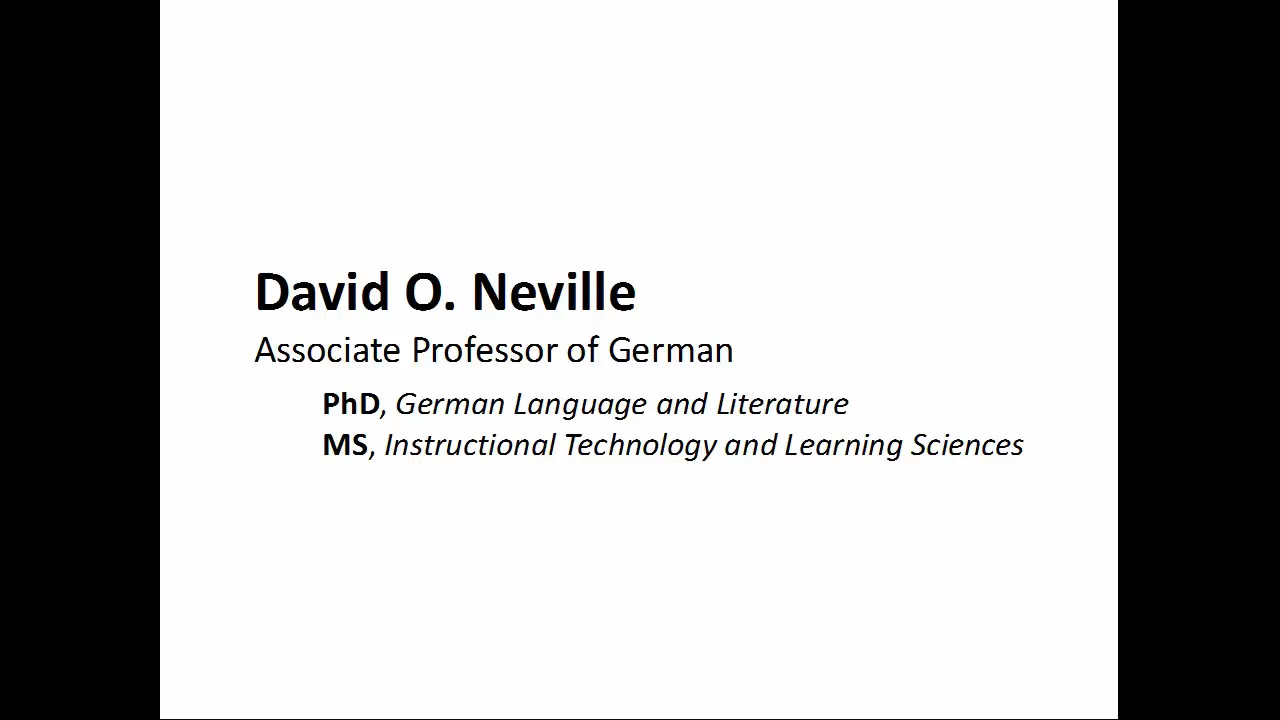 David O. Neville
Associate Professor of German
PhD, German Language and Literature
MS, Instructional Technology and Learning Sciences